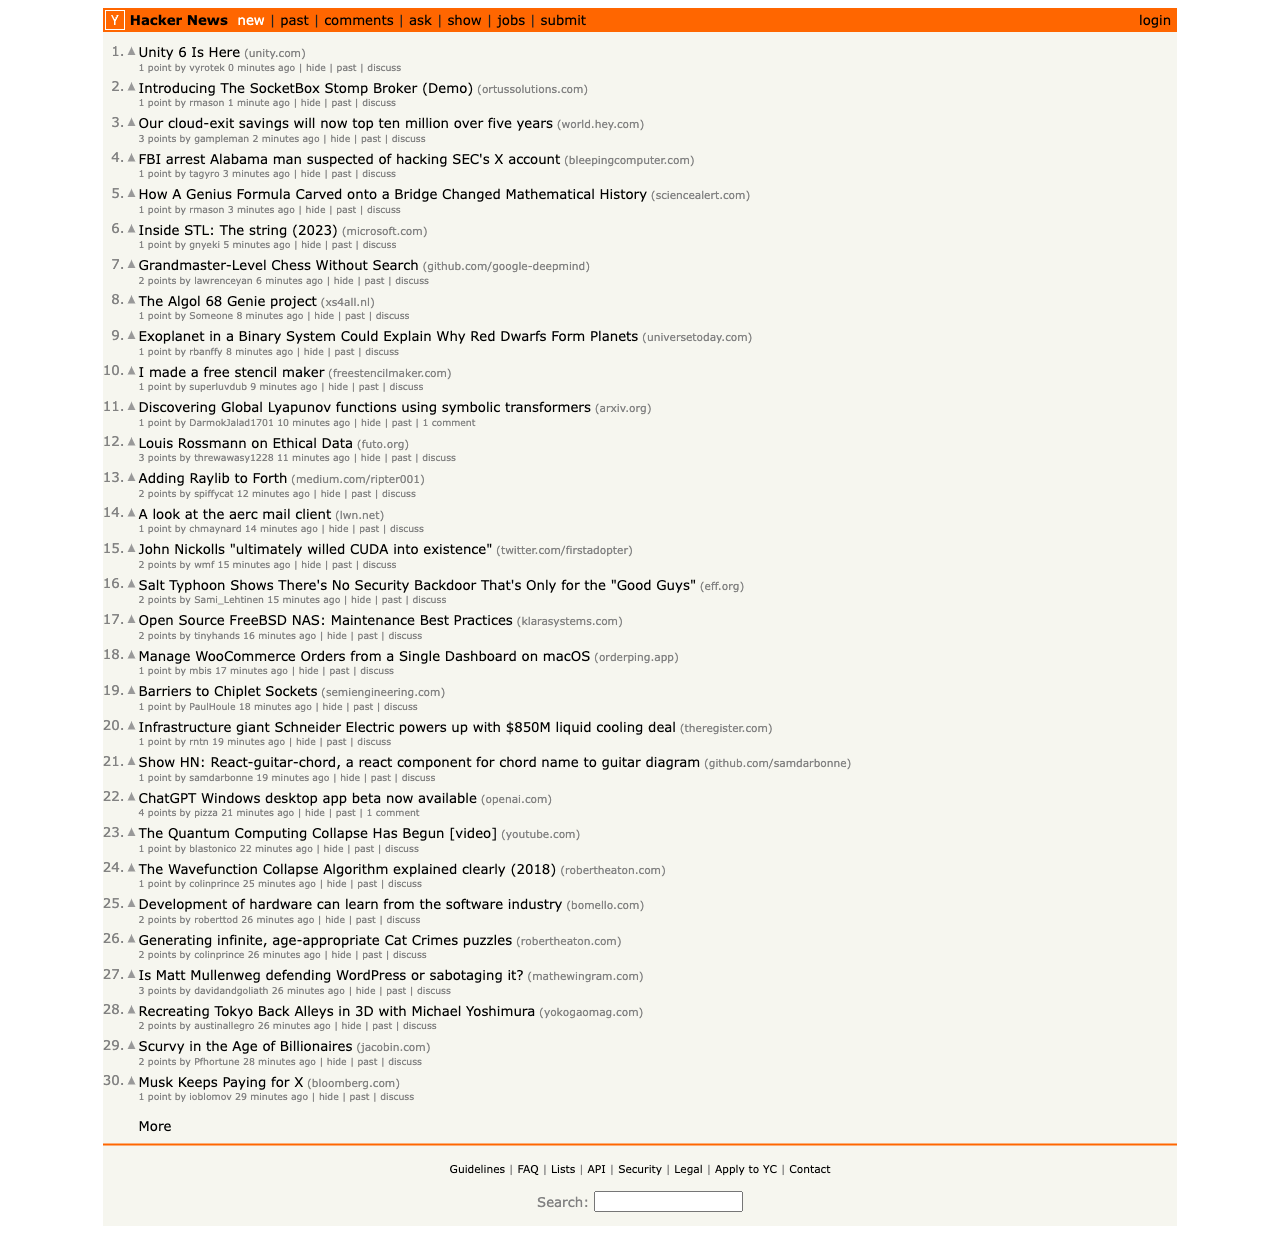 Y Hacker News new | past | comments | ask | show | jobs | submit login
1. Unity 6 Is Here (unity.com)
1 point by vyrotek 0 minutes ago | hide | past | discuss
2. Introducing The SocketBox Stomp Broker (Demo) (ortussolutions.com)
1 point by rmason 1 minute ago | hide | past | discuss
3. Our cloud-exit savings will now top ten million over five years (world.hey.com)
3 points by gampleman 2 minutes ago | hide | past | discuss
4. FBI arrest Alabama man suspected of hacking SEC's X account (bleepingcomputer.com)
1 point by tagyro 3 minutes ago | hide | past | discuss
5. How A Genius Formula Carved onto a Bridge Changed Mathematical History (sciencealert.com)
1 point by rmason 3 minutes ago | hide | past | discuss
6. Inside STL: The string (2023) (microsoft.com)
1 point by gnyeki 5 minutes ago | hide | past | discuss
7. Grandmaster-Level Chess Without Search (github.com/google-deepmind)
2 points by lawrenceyan 6 minutes ago | hide | past | discuss
8. The Algol 68 Genie project (xs4all.nl)
1 point by Someone 8 minutes ago | hide | past | discuss
9. Exoplanet in a Binary System Could Explain Why Red Dwarfs Form Planets (universetoday.com)
1 point by rbanffy 8 minutes ago | hide | past | discuss
10. I made a free stencil maker (freestencilmaker.com)
1 point by superluvdub 9 minutes ago | hide | past | discuss
11. Discovering Global Lyapunov functions using symbolic transformers (arxiv.org)
1 point by DarmokJalad1701 10 minutes ago | hide | past | 1 comment
12. Louis Rossmann on Ethical Data (futo.org)
3 points by threwawasy1228 11 minutes ago | hide | past | discuss
13. Adding Raylib to Forth (medium.com/ripter001)
2 points by spiffycat 12 minutes ago | hide | past | discuss
14. A look at the aerc mail client (lwn.net)
1 point by chmaynard 14 minutes ago | hide | past | discuss
15. John Nickolls "ultimately willed CUDA into existence" (twitter.com/firstadopter)
2 points by wmf 15 minutes ago | hide | past | discuss
16. Salt Typhoon Shows There's No Security Backdoor That's Only for the "Good Guys" (eff.org)
2 points by Sami_Lehtinen 15 minutes ago | hide | past | discuss
17. Open Source FreeBSD NAS: Maintenance Best Practices (klarasystems.com)
2 points by tinyhands 16 minutes ago | hide | past | discuss
18. Manage WooCommerce Orders from a Single Dashboard on macOS (orderping.app)
1 point by mbis 17 minutes ago | hide | past | discuss
19. Barriers to Chiplet Sockets (semiengineering.com)
1 point by PaulHoule 18 minutes ago | hide | past | discuss
20. Infrastructure giant Schneider Electric powers up with $850M liquid cooling deal (theregister.com)
1 point by rntn 19 minutes ago | hide | past | discuss
21. Show HN: React-guitar-chord, a react component for chord name to guitar diagram (github.com/samdarbonne)
1 point by samdarbonne 19 minutes ago | hide | past | discuss
22. ChatGPT Windows desktop app beta now available (openai.com)
4 points by pizza 21 minutes ago | hide | past | 1 comment
23. The Quantum Computing Collapse Has Begun [video] (youtube.com)
1 point by blastonico 22 minutes ago | hide | past | discuss
24. The Wavefunction Collapse Algorithm explained clearly (2018) (robertheaton.com)
1 point by colinprince 25 minutes ago | hide | past | discuss
25. Development of hardware can learn from the software industry (bomello.com)
2 points by roberttod 26 minutes ago | hide | past | discuss
26. Generating infinite, age-appropriate Cat Crimes puzzles (robertheaton.com)
2 points by colinprince 26 minutes ago | hide | past | discuss
27. Is Matt Mullenweg defending WordPress or sabotaging it? (mathewingram.com)
3 points by davidandgoliath 26 minutes ago | hide | past | discuss
28. Recreating Tokyo Back Alleys in 3D with Michael Yoshimura (yokogaomag.com)
2 points by austinallegro 26 minutes ago | hide | past | discuss
29. Scurvy in the Age of Billionaires (jacobin.com)
2 points by Pfhortune 28 minutes ago | hide | past | discuss
30. Musk Keeps Paying for X (bloomberg.com)
1 point by ioblomov 29 minutes ago | hide | past | discuss
More
Guidelines | FAQ | Lists | API | Security | Legal | Apply to YC | Contact
Search: